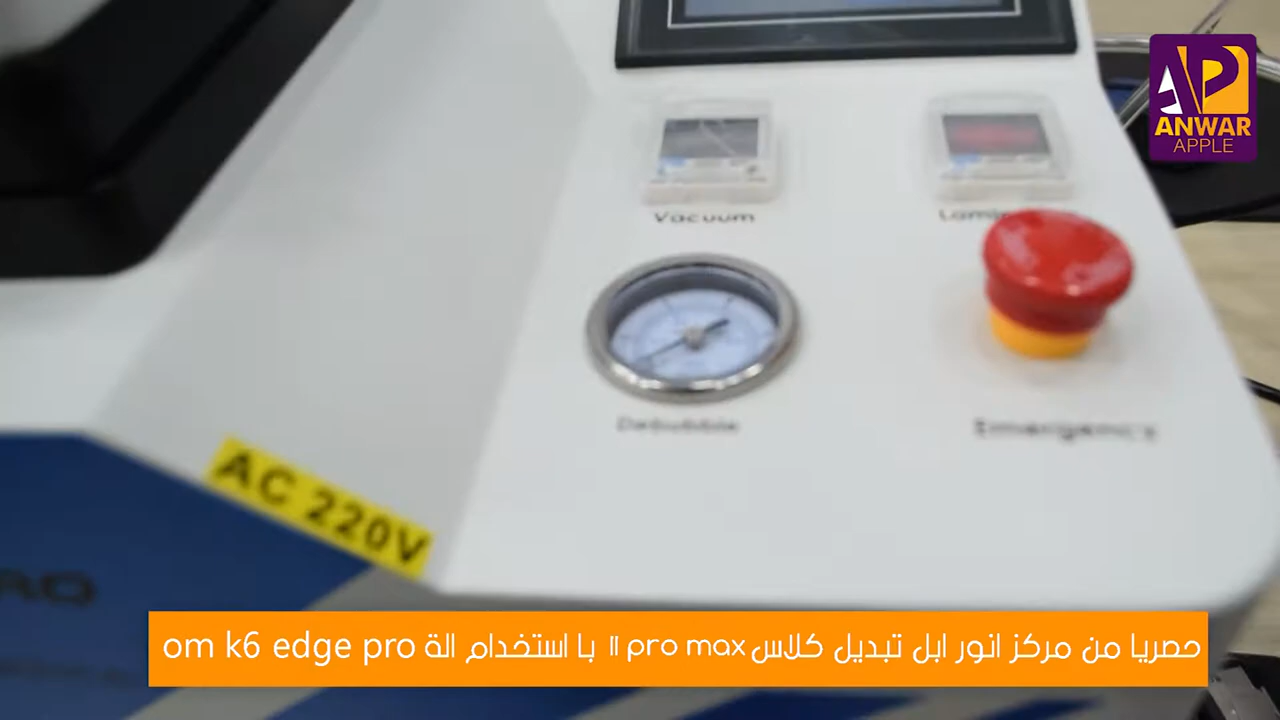 ANWAR
APPLE
Vacuum
Debubble
Emergency
AC 220V
حصريا من مركز انور ابل تبديل كلاس 11 pro max با استخدام الة om k6 edge pro